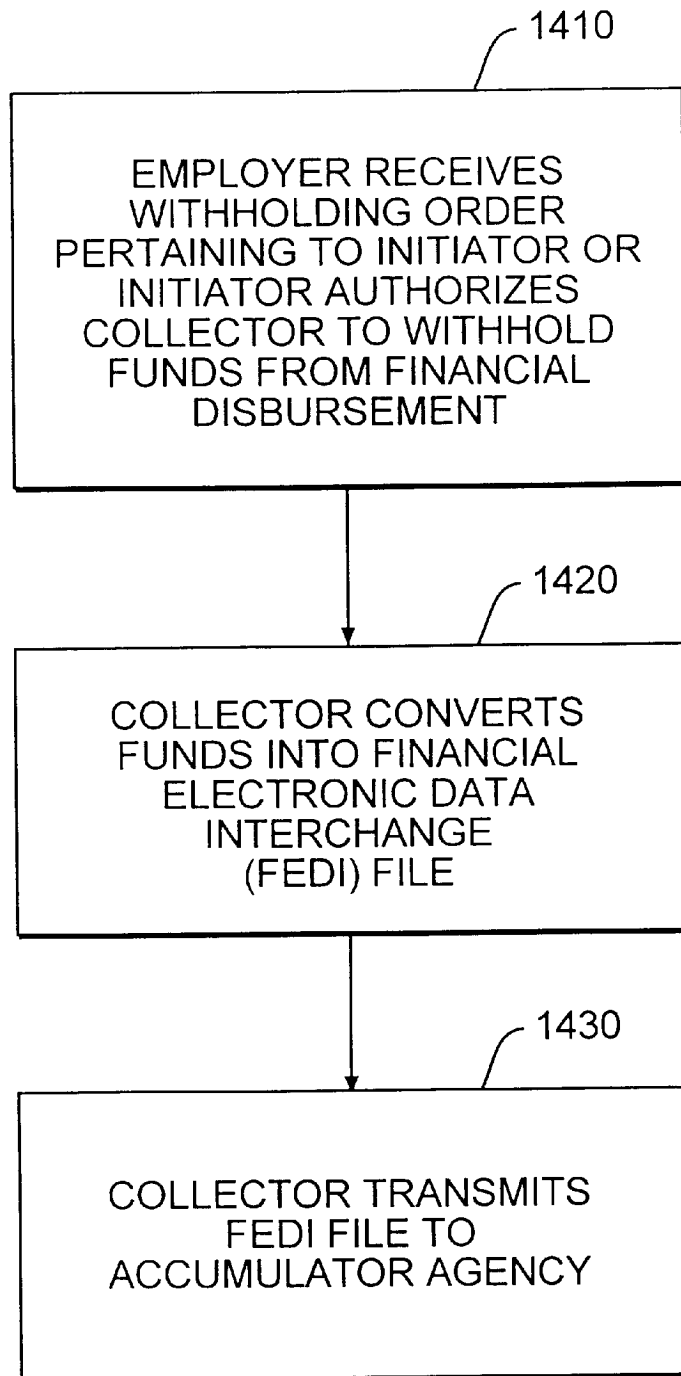 1410
EMPLOYER RECEIVES
WITHHOLDING ORDER
PERTAINING TO INITIATOR OR
INITIATOR AUTHORIZES
COLLECTOR TO WITHHOLD
FUNDS FROM FINANCIAL
DISBURSEMENT
1420
COLLECTOR CONVERTS
FUNDS INTO FINANCIAL
ELECTRONIC DATA
INTERCHANGE
(FEDI) FILE
1430
COLLECTOR TRANSMITS
FEDI FILE TO
ACCUMULATOR AGENCY